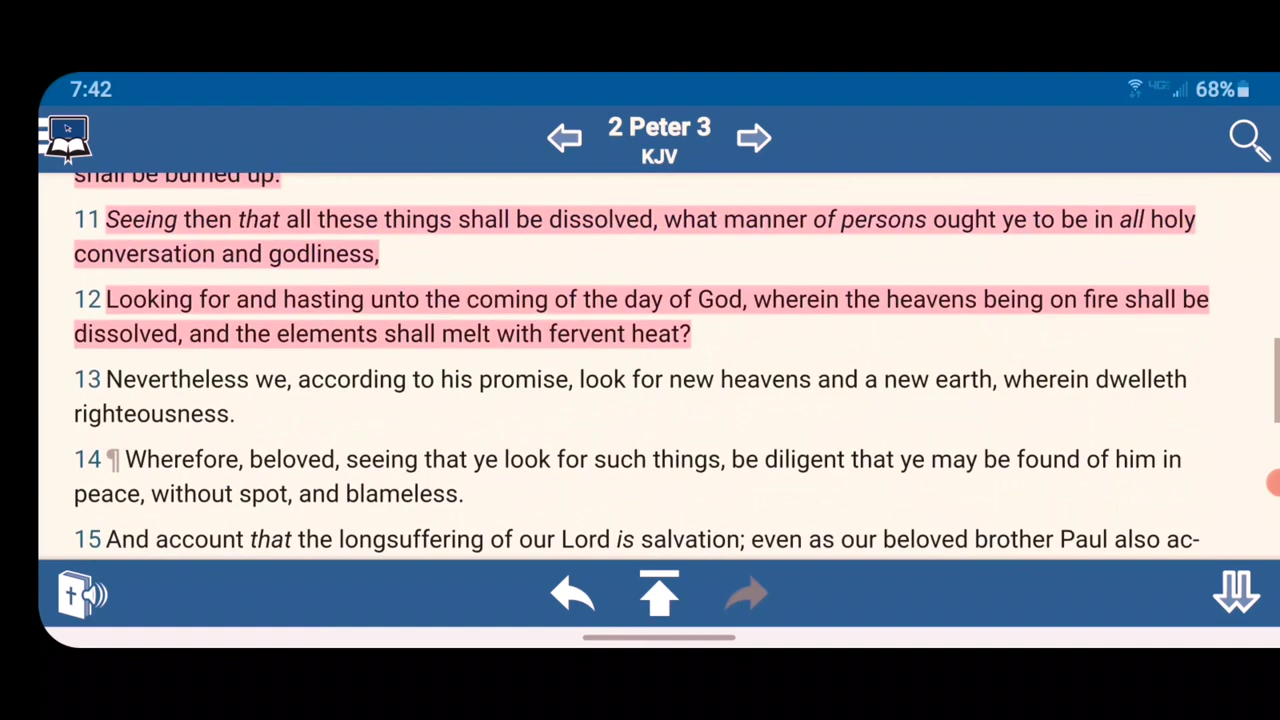 7:42
4GE 68%
2 Peter 3
KJV
shall be burned up.
11 Seeing then that all these things shall be dissolved, what manner of persons ought ye to be in all holy
conversation and godliness,
12 Looking for and hasting unto the coming of the day of God, wherein the heavens being on fire shall be
dissolved, and the elements shall melt with fervent heat?
13 Nevertheless we, according to his promise, look for new heavens and a new earth, wherein dwelleth
righteousness.
14 ¶ Wherefore, beloved, seeing that ye look for such things, be diligent that ye may be found of him in
peace, without spot, and blameless.
15 And account that the longsuffering of our Lord is salvation; even as our beloved brother Paul also ac-